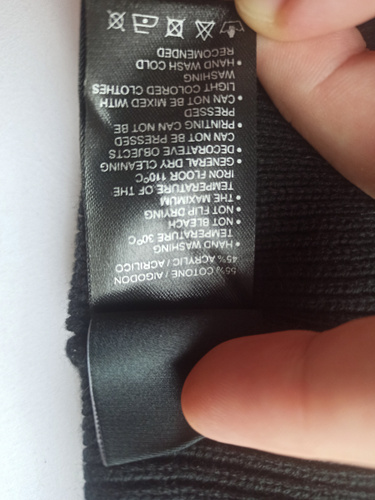 55% COTONE / ALGODON
45% ACRYLIC / ACRILICO
• HAND WASHING
TEMPERATURE 30ºC
• NOT BLEACH
• NOT FLIP DRYING
• THE MAXIMUM
TEMPERATURE OF THE
IRON FLOOR 110ºC
• GENERAL DRY CLEANING
• DECORATEVE OBJECTS
CAN NOT BE PRESSED
• PRINTING CAN NOT BE
PRESSED
• CAN NOT BE MIXED WITH
LIGHT COLORED CLOTHES
WASHING
• HAND WASH COLD
RECOMENDED